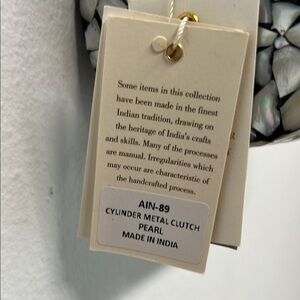 Some items in this collection
have been made in the finest
Indian tradition, drawing on
the heritage of India's crafts
and skills. Many of the processes
are manual. Irregularities which
may occur are characteristic of
the handcrafted process.
AIN-89
CYLINDER METAL CLUTCH
PEARL
MADE IN INDIA